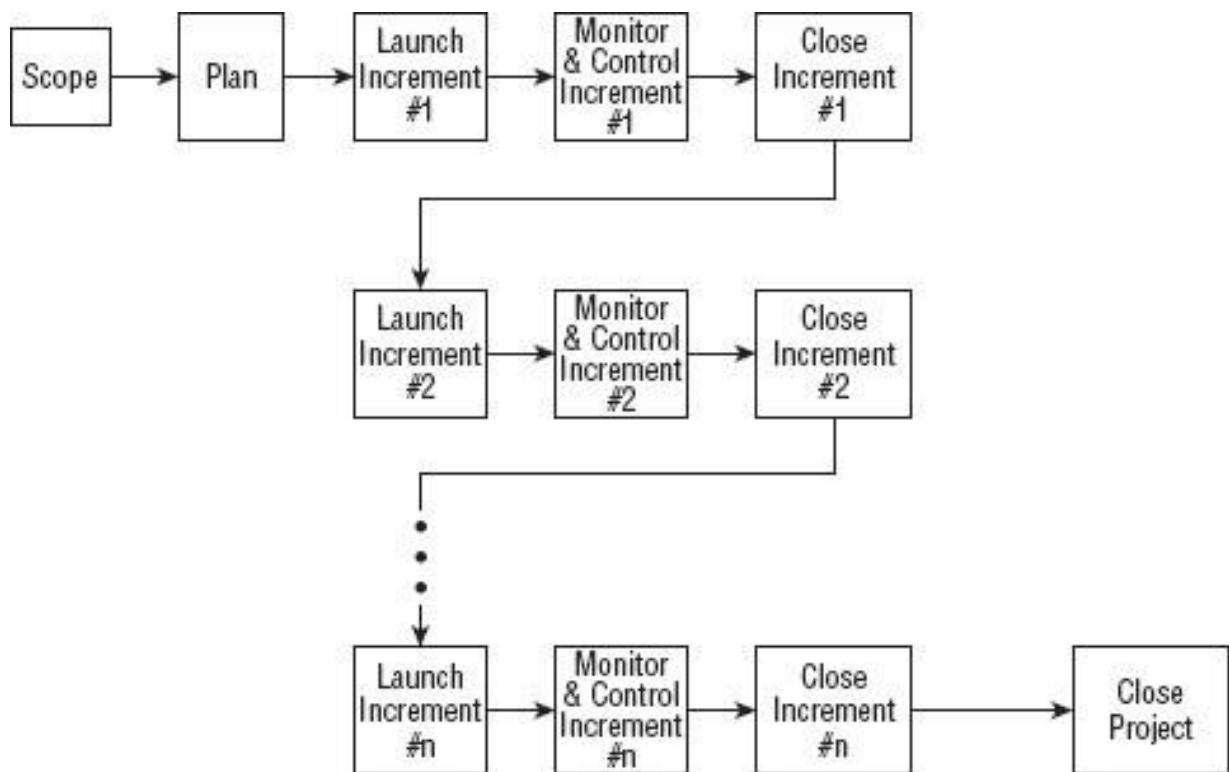 Scope
Plan
Launch
Increment
#1
Monitor
& Control
Increment
#1
Close
Increment
#1
Launch
Increment
#2
Monitor
& Control
Increment
#2
Close
Increment
#2
Launch
Increment
#n
Monitor
& Control
Increment
#n
Close
Increment
#n
Close
Project